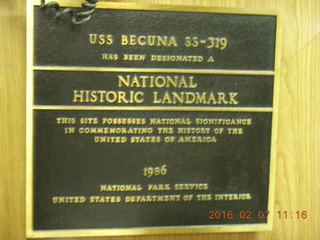 USS BECUNA SS-319
HAS BEEN DESIGNATED A
NATIONAL
HISTORIC LANDMARK
THIS SITE POSSESSES NATIONAL SIGNIFICANCE
IN COMMEMORATING THE HISTORY OF THE
UNITED STATES OF AMERICA
1986
NATIONAL PARK SERVICE
UNITED STATES DEPARTMENT OF THE INTERIOR
2016 02 07 11:16